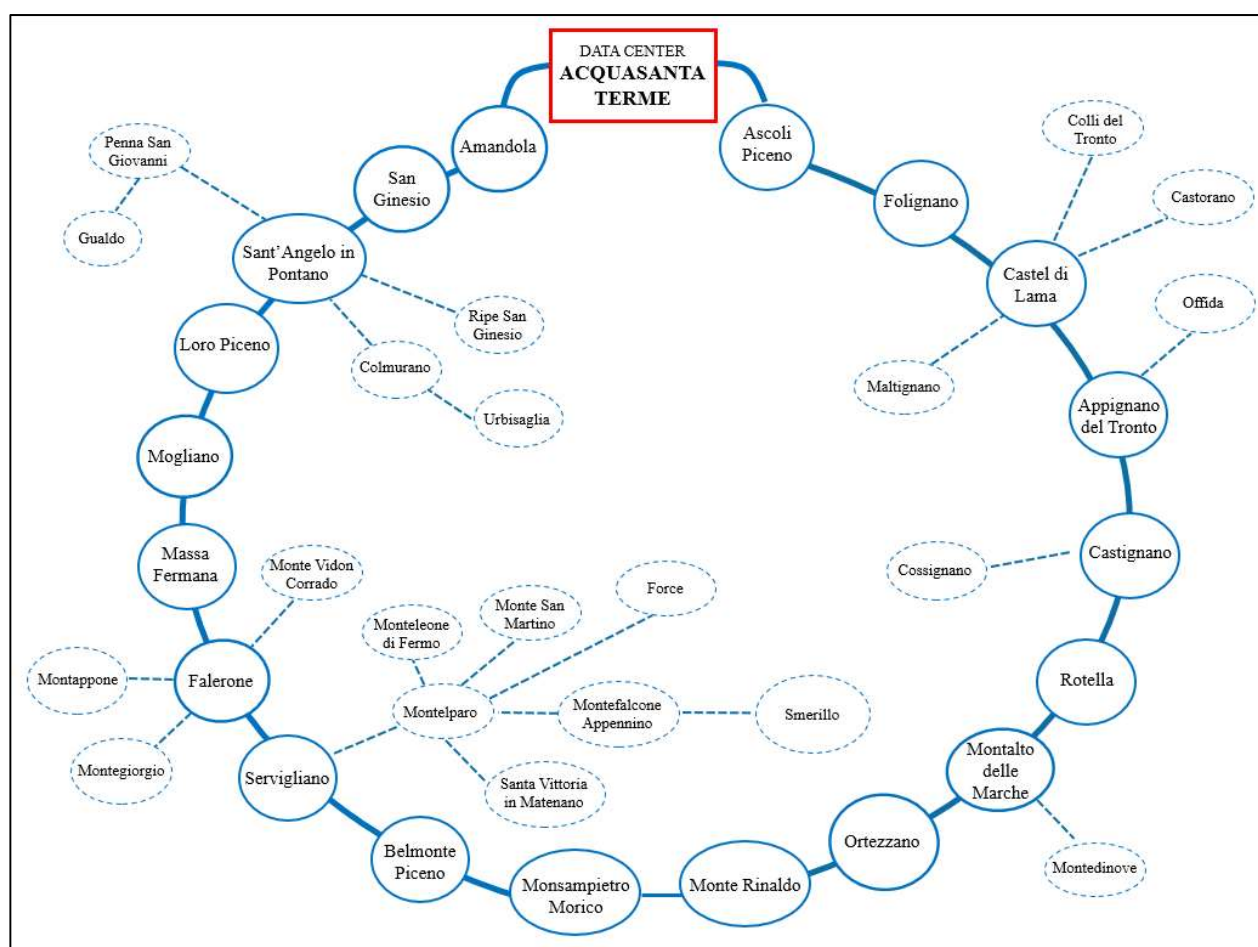 DATA CENTER
ACQUASANTA
TERME
Amandola
Ascoli
Piceno
Colli del
Tronto
Penna San
Giovanni
San
Ginesio
Folignano
Castorano
Gualdo
Sant’Angelo in
Pontano
Castel di
Lama
Offida
Ripe San
Ginesio
Loro Piceno
Colmurano
Maltignano
Urbisaglia
Appignano
del Tronto
Mogliano
Massa
Fermana
Castignano
Cossignano
Monte Vidon
Corrado
Monte San
Martino
Force
Monteleone
di Fermo
Montappone
Falerone
Montelparo
Montefalcone
Appennino
Smerillo
Rotella
Montegiorgio
Servigliano
Santa Vittoria
in Matenano
Montalto
delle
Marche
Belmonte
Piceno
Ortezzano
Montedinove
Monsampietro
Morico
Monte Rinaldo